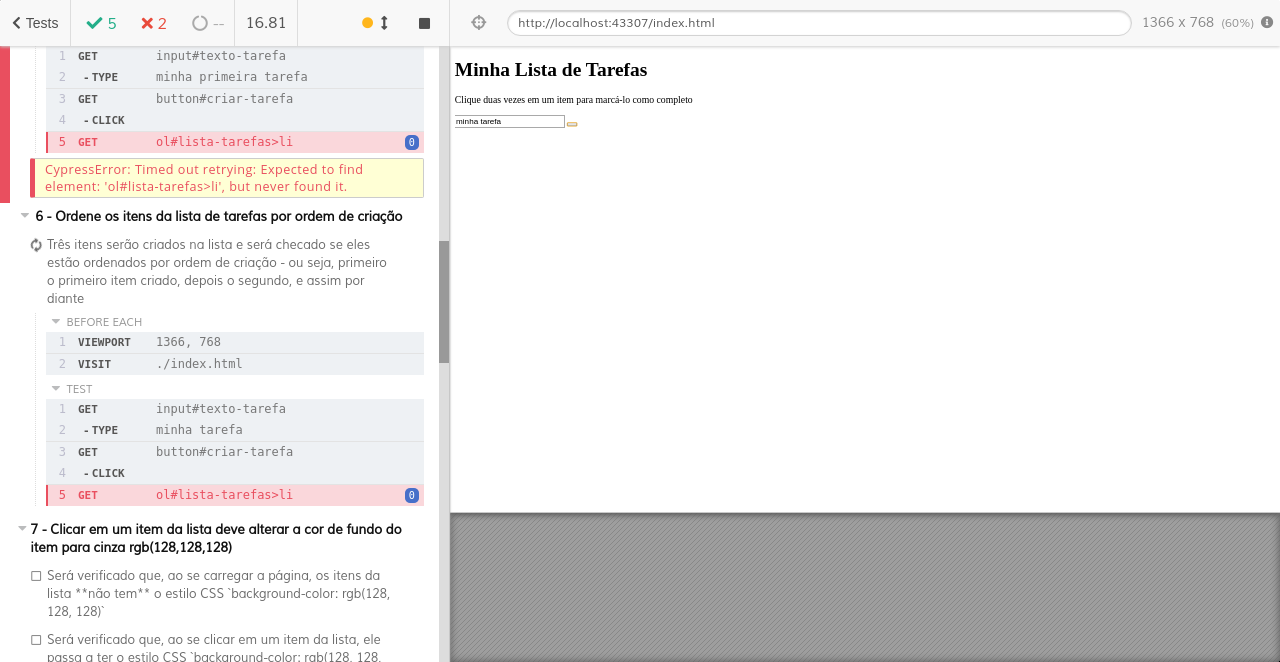 Tests 5 2 -- 16.81 http://localhost:43307/index.html 1366 x 768 (60%)
1 GET input#texto-tarefa
2 -TYPE minha primeira tarefa
3 GET button#criar-tarefa
4 -CLICK
5 GET ol#lista-tarefas>li 0
CypressError: Timed out retrying: Expected to find
element: 'ol#lista-tarefas>li', but never found it.
6 - Ordene os itens da lista de tarefas por ordem de criação
Três itens serão criados na lista e será checado se eles
estão ordenados por ordem de criação - ou seja, primeiro
o primeiro item criado, depois o segundo, e assim por
diante
BEFORE EACH
1 VIEWPORT 1366, 768
2 VISIT ./index.html
TEST
1 GET input#texto-tarefa
2 -TYPE minha tarefa
3 GET button#criar-tarefa
4 -CLICK
5 GET ol#lista-tarefas>li 0
7 - Clicar em um item da lista deve alterar a cor de fundo do
item para cinza rgb(128,128,128)
Será verificado que, ao se carregar a página, os itens da
lista **não tem** o estilo CSS `background-color: rgb(128,
128, 128)`
Será verificado que, ao se clicar em um item da lista, ele
passa a ter o estilo CSS `background-color: rgb(128, 128,
Minha Lista de Tarefas
Clique duas vezes em um item para marcá-lo como completo
minha tarefa